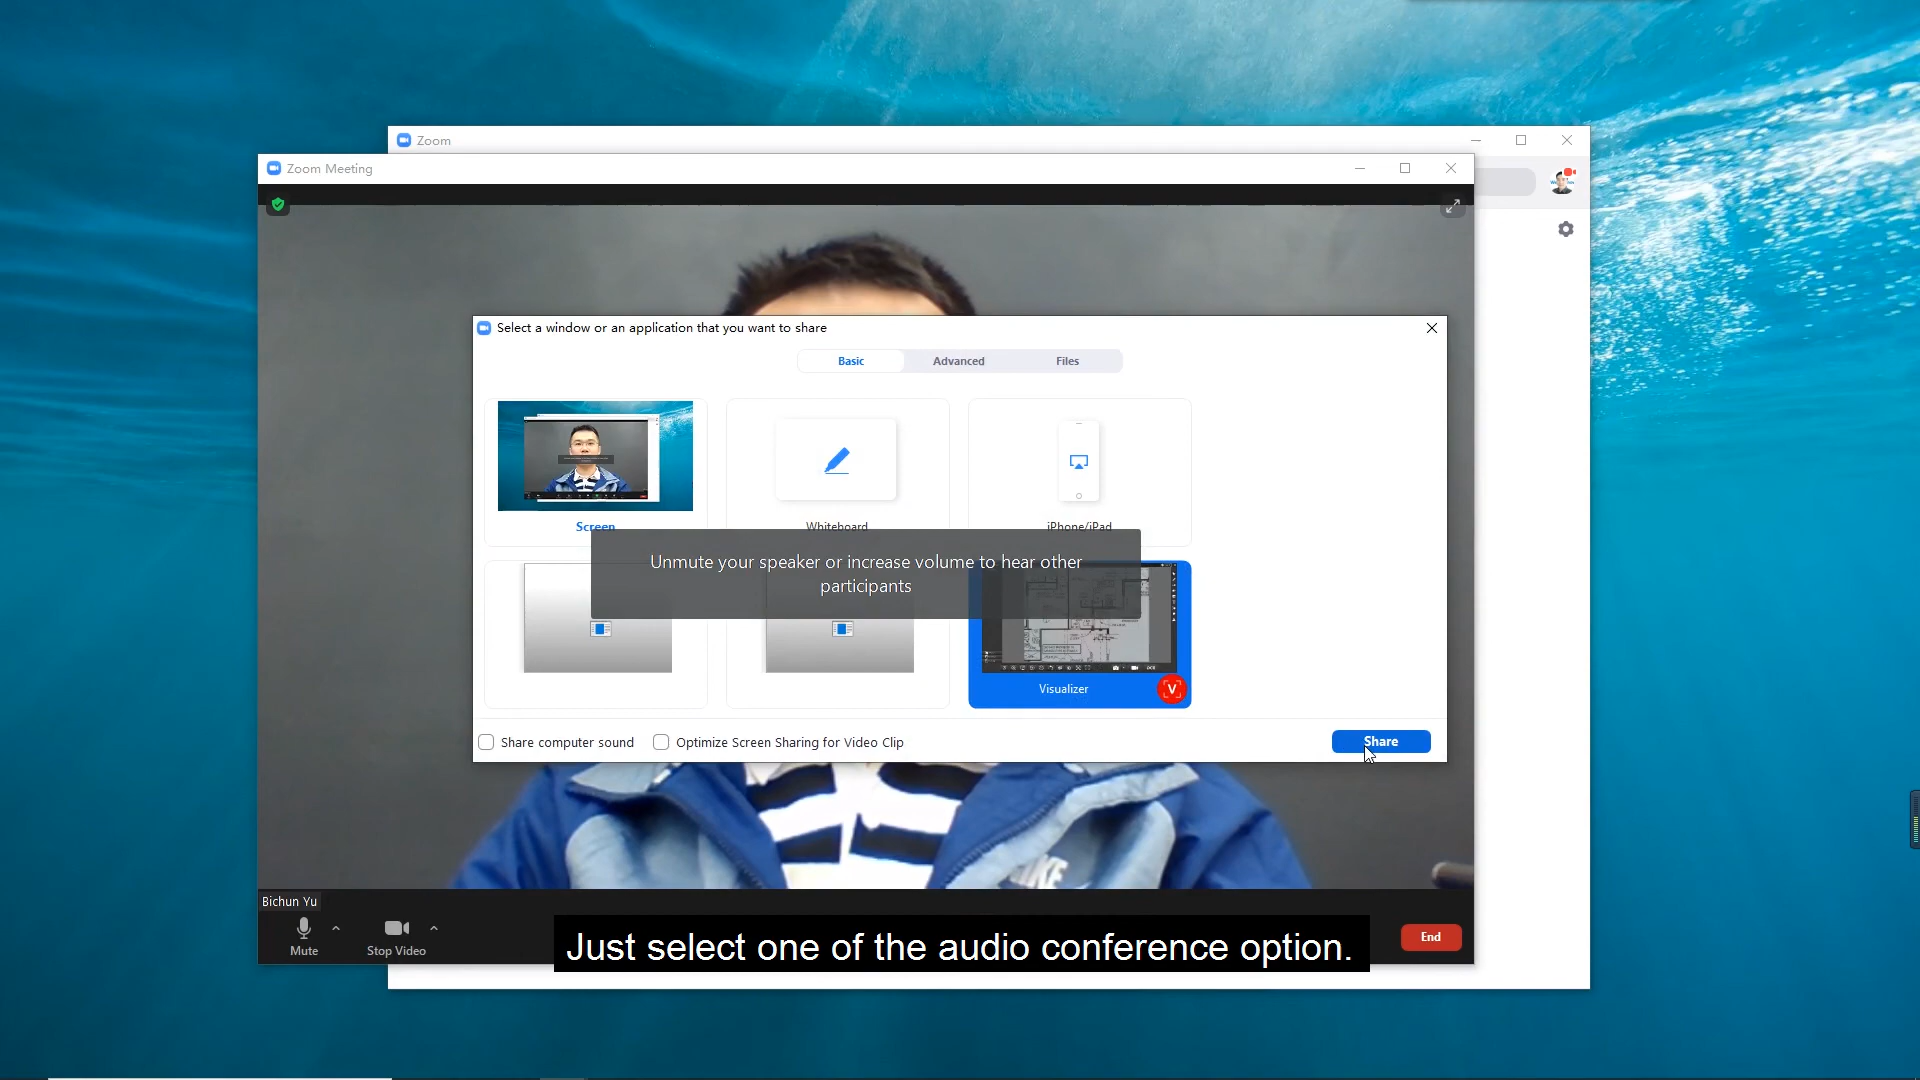 Zoom
Zoom Meeting
Select a window or an application that you want to share
Basic
Advanced
Files
Screen
Whiteboard
iPhone/iPad
Unmute your speaker or increase volume to hear other
participants
Visualizer
V
Share computer sound
Optimize Screen Sharing for Video Clip
Share
NIKE
Bichun Yu
Mute
Stop Video
Just select one of the audio conference option.
End